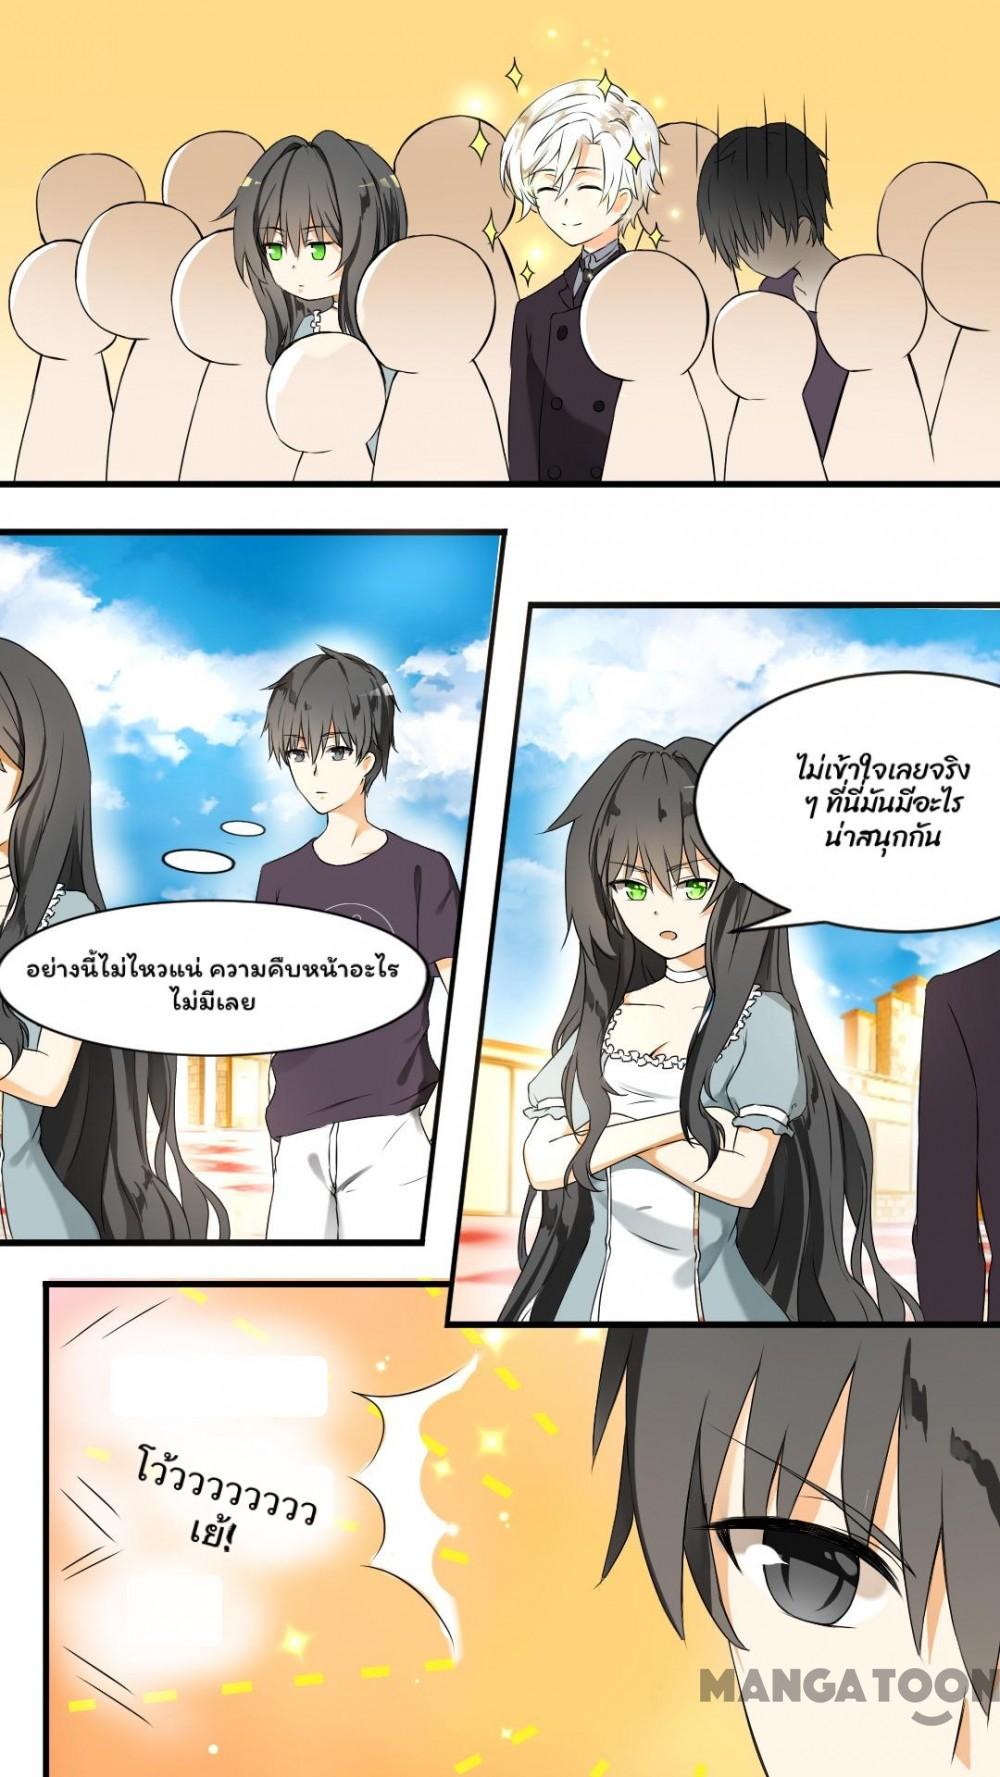 อย่างนี้ไม่ไหวแน่ ความคืบหน้าอะไร
ไม่มีเลย
ไม่เข้าใจเลยจริง
ๆ ที่นี่มันมีอะไร
น่าสนุกกัน
โว้ววววววววว
เย้!
MANGATOON